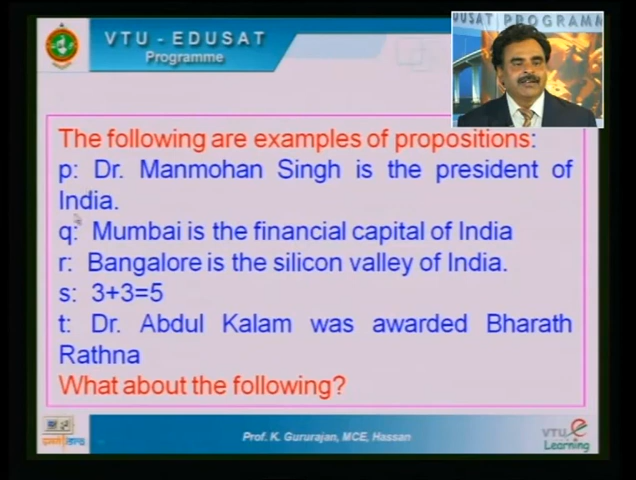 VTU - EDUSAT
Programme
DUSAT PROGRAMM
The following are examples of propositions:
p: Dr. Manmohan Singh is the president of
India.
q: Mumbai is the financial capital of India
r: Bangalore is the silicon valley of India.
s: 3+3=5
t: Dr. Abdul Kalam was awarded Bharath
Rathna
What about the following?
Prof. K. Gururajan, MCE, Hassan
VTU e
Learning